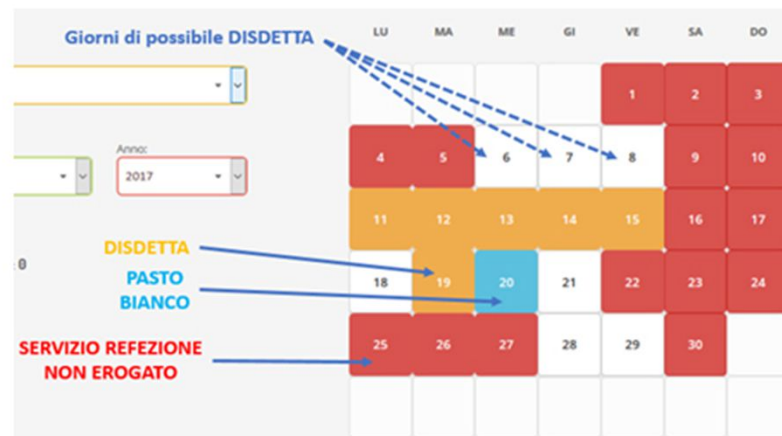 Giorni di possibile DISDETTA
LU MA ME GI VE SA DO
1 2 3
4 5 6 7 8 9 10
Anno:
2017
11 12 13 14 15 16 17
DISDETTA
0
18 19 20 21 22 23 24
PASTO
BIANCO
SERVIZIO REFEZIONE
NON EROGATO
25 26 27 28 29 30